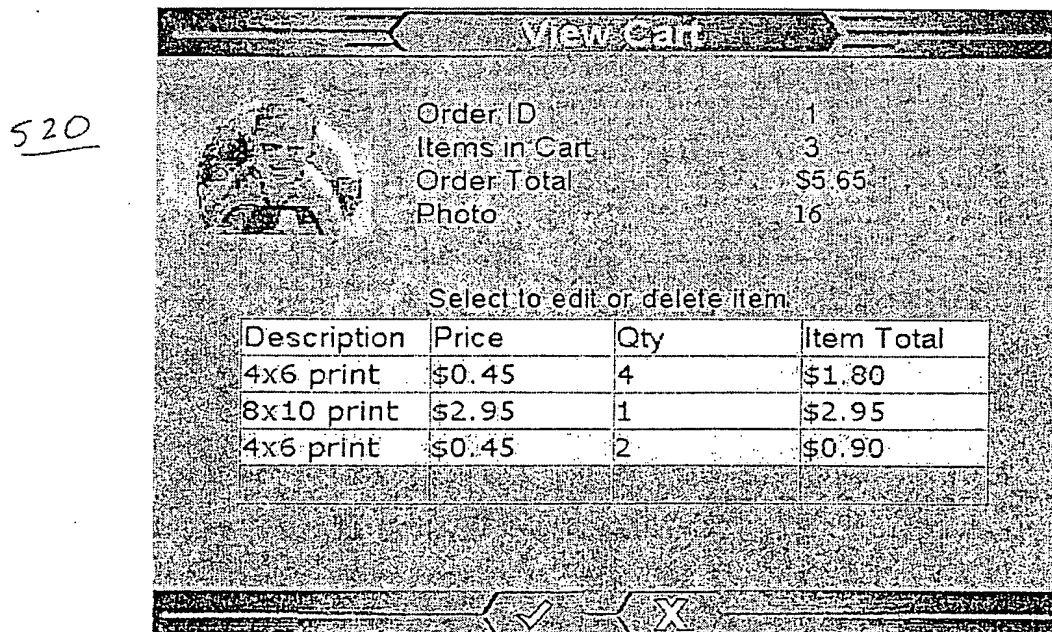 View Cart
520
Order ID 1
Items in Cart 3
Order Total $5.65
Photo 16
Select to edit or delete item
Description Price Qty Item Total
4x6 print $0.45 4 $1.80
8x10 print $2.95 1 $2.95
4x6 print $0.45 2 $0.90